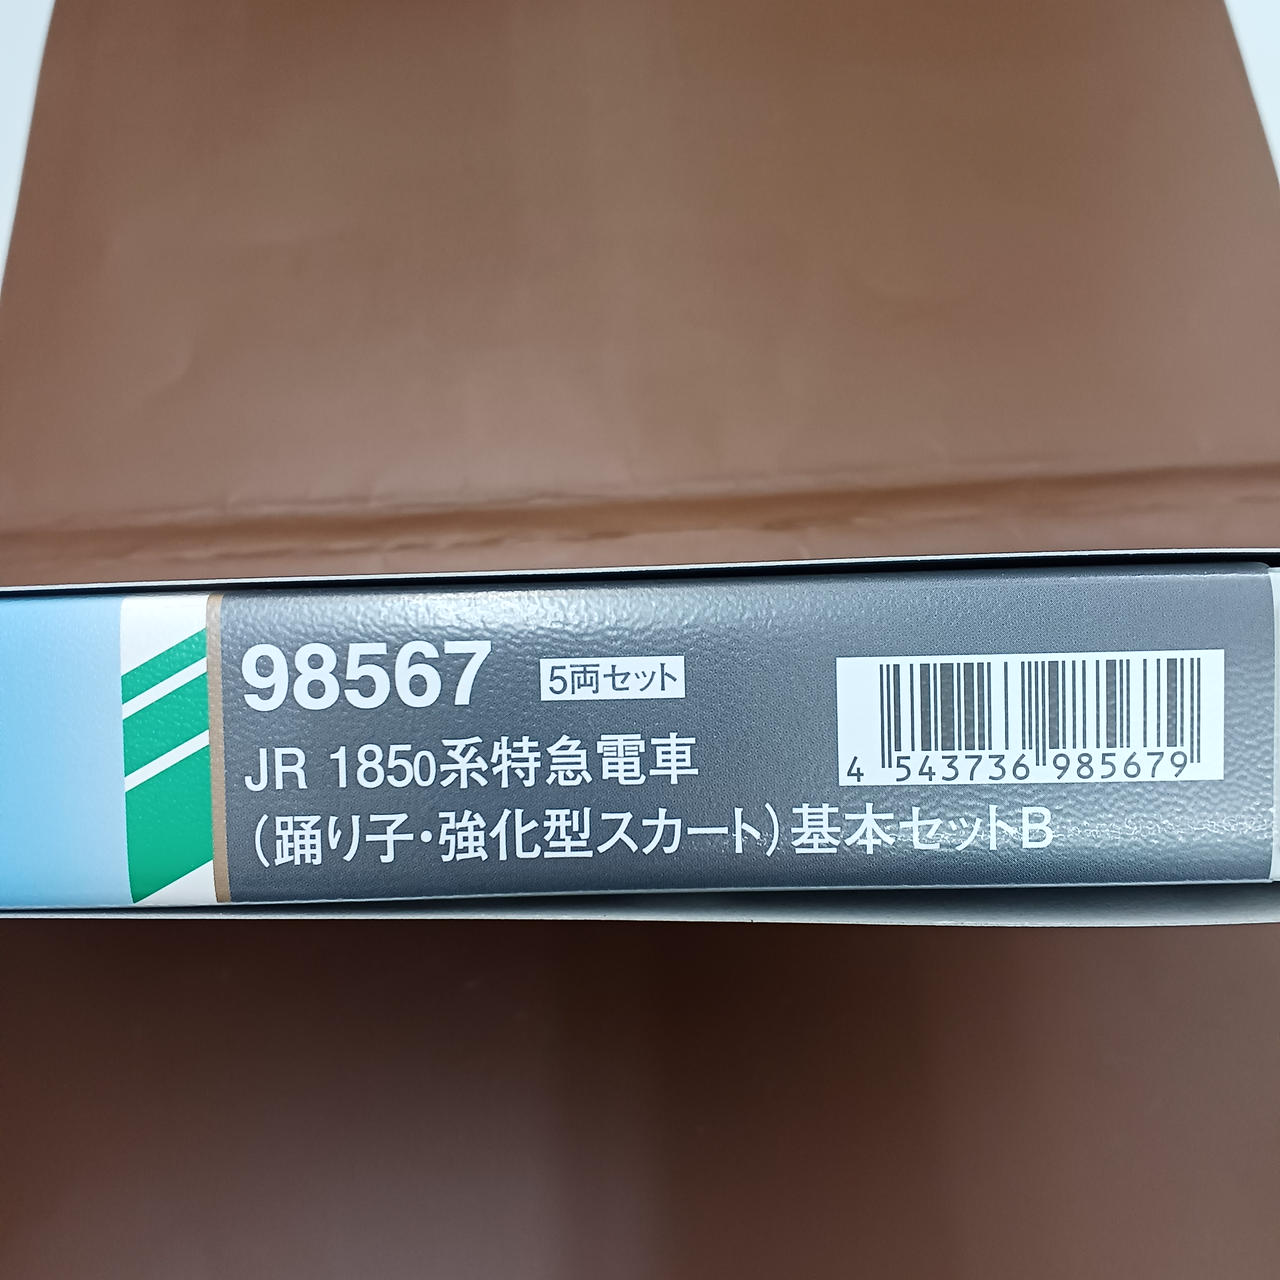 98567 5両セット
JR 185₀系特急電車
(踊り子・強化型スカート)基本セットB
4 543736 985679